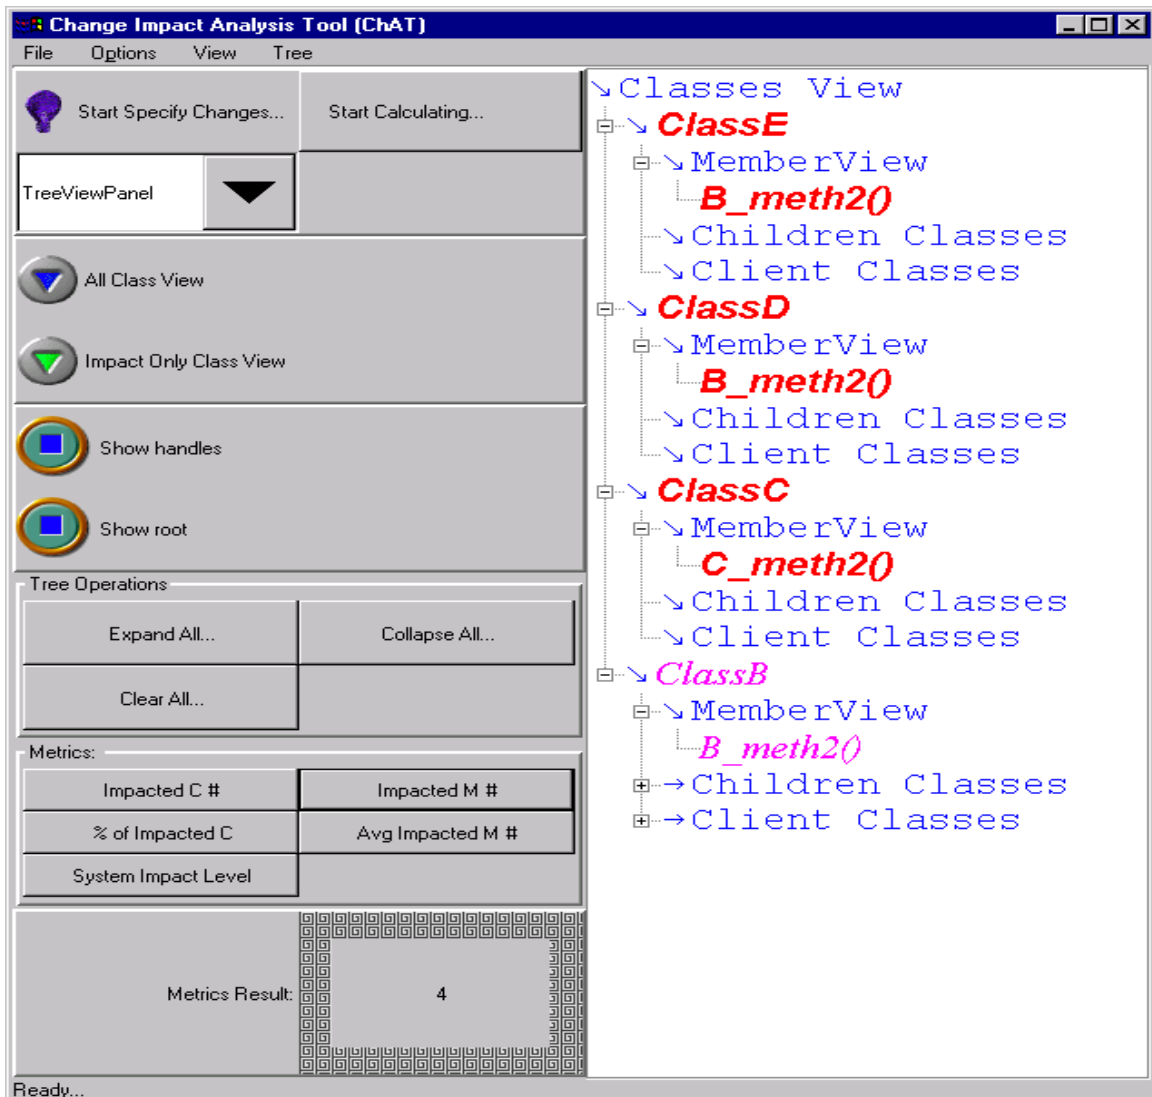 Change Impact Analysis Tool (ChAT)
File Options View Tree
Start Specify Changes... Start Calculating...
TreeViewPanel
All Class View
Impact Only Class View
Show handles
Show root
Tree Operations
Expand All... Collapse All...
Clear All...
Metrics:
Impacted C # Impacted M #
% of Impacted C Avg Impacted M #
System Impact Level
Metrics Result: 4
Ready...
Classes View
ClassE
MemberView
B_meth2()
Children Classes
Client Classes
ClassD
MemberView
B_meth2()
Children Classes
Client Classes
ClassC
MemberView
C_meth2()
Children Classes
Client Classes
ClassB
MemberView
B_meth2()
Children Classes
Client Classes